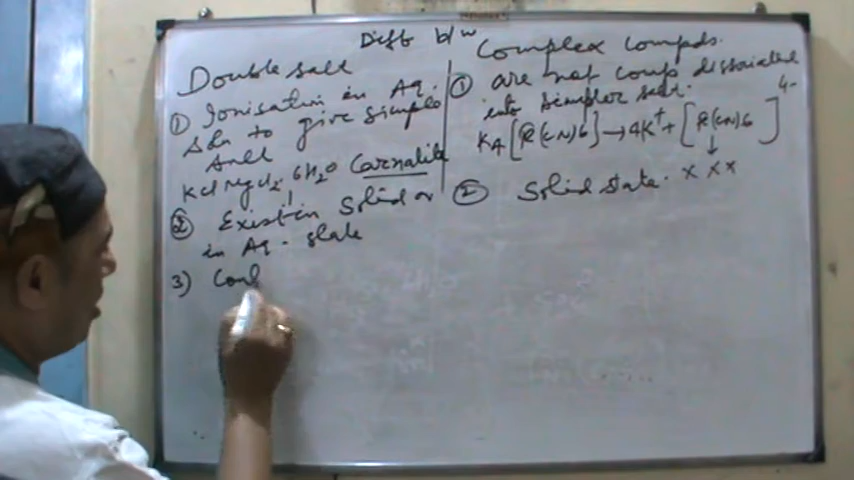 Diff b/w
Double salt
① Ionisation in Aq.
sln to give simple
salt
KCl MgCl2 6H2O Carnalite
② Exist in Solid or
in Aq. state
3) Conf
Complex Compds.
① are not comp dissociated
into simpler salt.
K4[Fe(CN)6] → 4K+ + [Fe(CN)6]4-
② Solid state. x x x